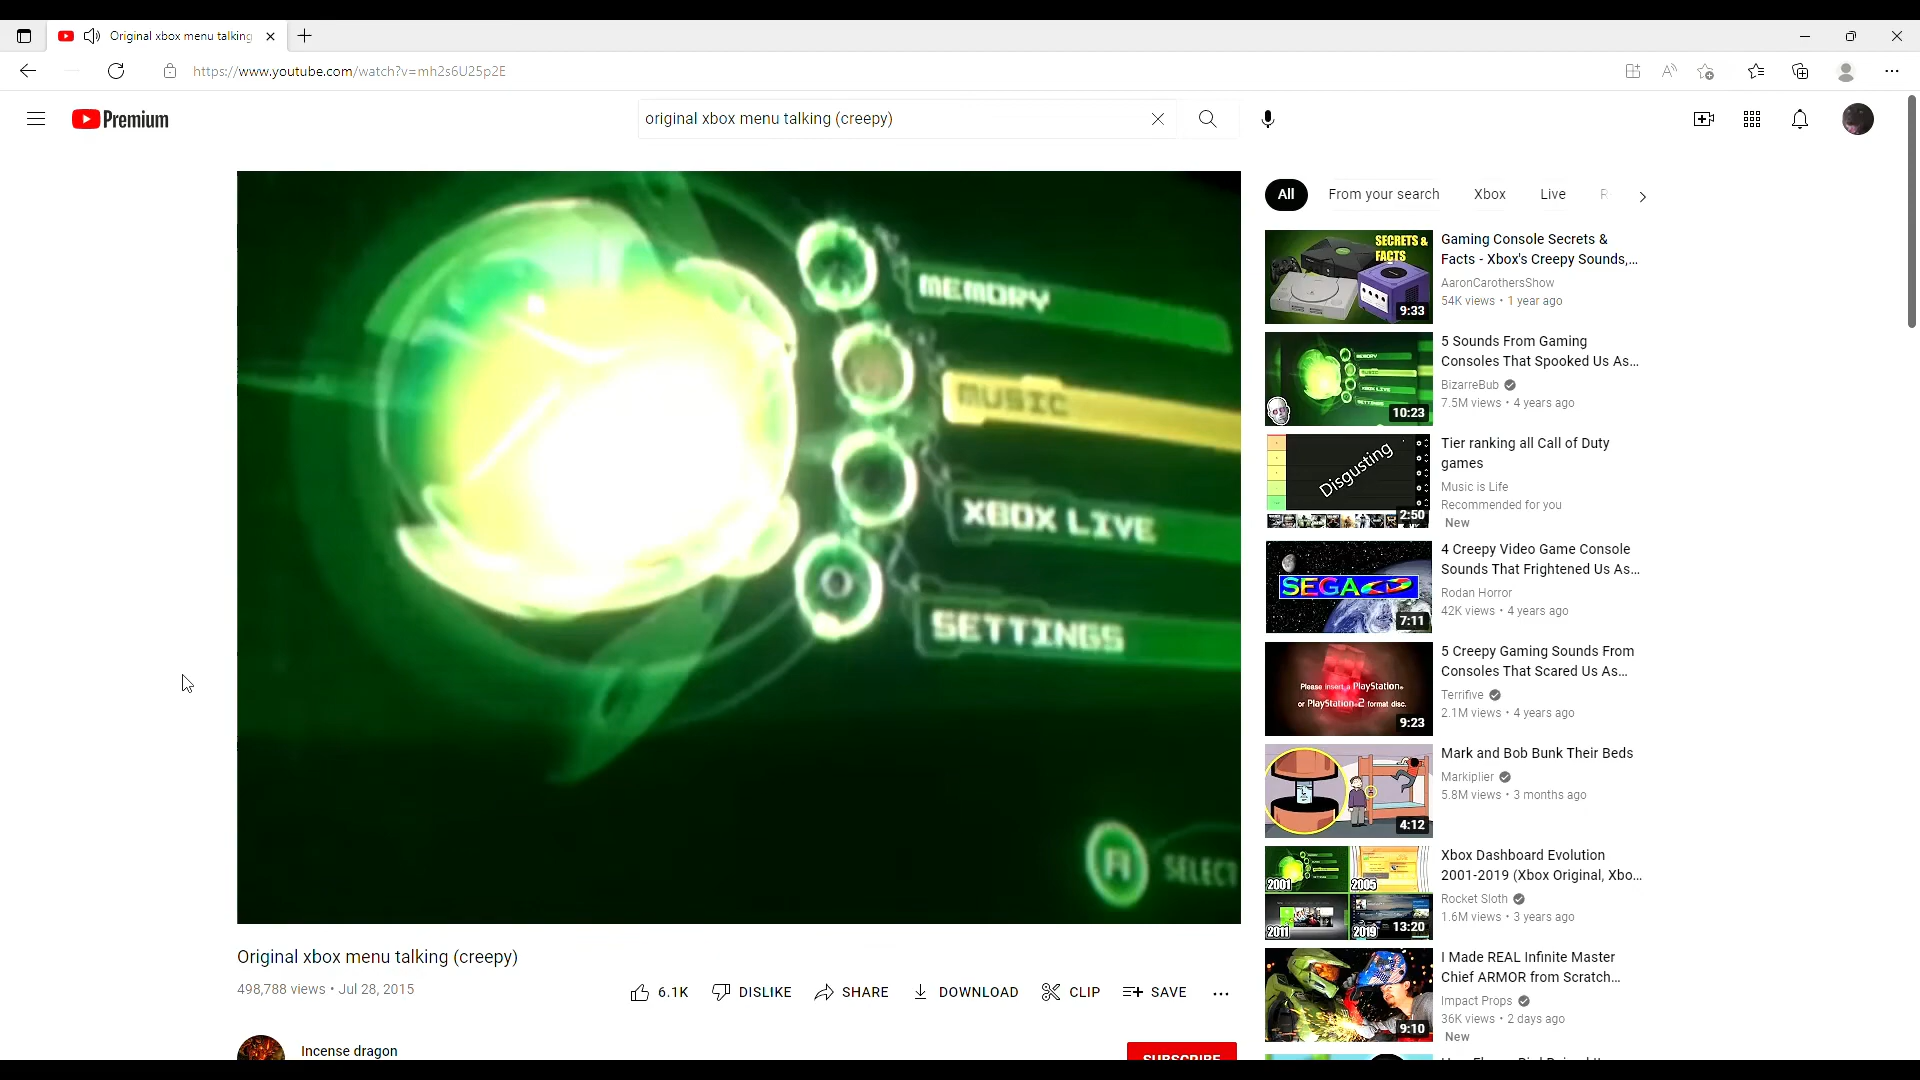 Original xbox menu talking
https://www.youtube.com/watch?v=mh2s6U25p2E
Premium
original xbox menu talking (creepy)
MEMORY
MUSIC
XBOX LIVE
SETTINGS
A SELECT
Original xbox menu talking (creepy)
498,788 views • Jul 28, 2015
6.1K DISLIKE SHARE DOWNLOAD CLIP SAVE
Incense dragon
SUBSCRIBE
All From your search Xbox Live
SECRETS &
FACTS
9:33
Gaming Console Secrets &
Facts - Xbox's Creepy Sounds,...
AaronCarothersShow
54K views • 1 year ago
MEMORY
MUSIC
XBOX LIVE
SETTINGS
10:23
5 Sounds From Gaming
Consoles That Spooked Us As...
BizarreBub
7.5M views • 4 years ago
Disgusting
2:50
Tier ranking all Call of Duty
games
Music is Life
Recommended for you
New
SEGA CD
7:11
4 Creepy Video Game Console
Sounds That Frightened Us As...
Rodan Horror
42K views • 4 years ago
Please insert a PlayStation®
or PlayStation®2 format disc.
9:23
5 Creepy Gaming Sounds From
Consoles That Scared Us As...
Terrifive
2.1M views • 4 years ago
4:12
Mark and Bob Bunk Their Beds
Markiplier
5.8M views • 3 months ago
2001 2005
2011 2019
13:20
Xbox Dashboard Evolution
2001-2019 (Xbox Original, Xbo...
Rocket Sloth
1.6M views • 3 years ago
9:10
I Made REAL Infinite Master
Chief ARMOR from Scratch...
Impact Props
36K views • 2 days ago
New